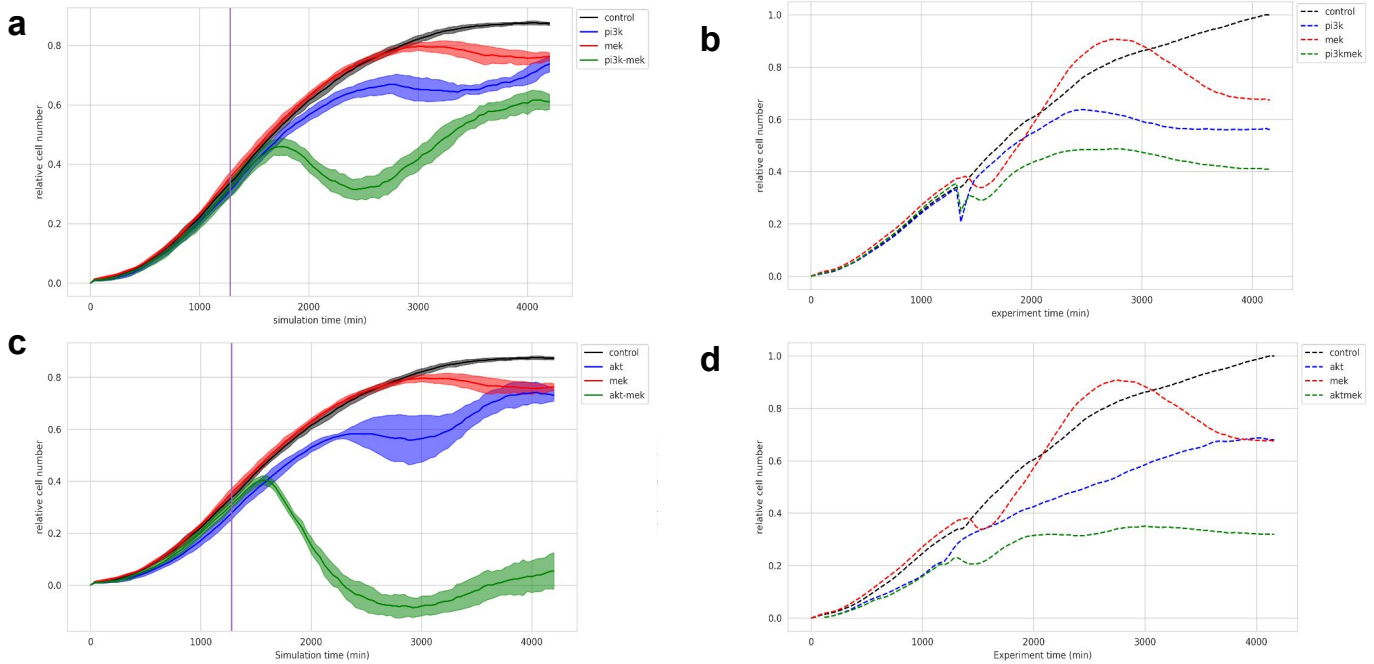 a
control
pi3k
mek
pi3k-mek
relative cell number
0.8
0.6
0.4
0.2
0.0
0 1000 2000 3000 4000
simulation time (min)
b
control
pi3k
mek
pi3kmek
relative cell number
1.0
0.8
0.6
0.4
0.2
0.0
0 1000 2000 3000 4000
experiment time (min)
c
control
akt
mek
akt-mek
relative cell number
0.8
0.6
0.4
0.2
0.0
0 1000 2000 3000 4000
Simulation time (min)
d
control
akt
mek
aktmek
relative cell number
1.0
0.8
0.6
0.4
0.2
0.0
0 1000 2000 3000 4000
Experiment time (min)